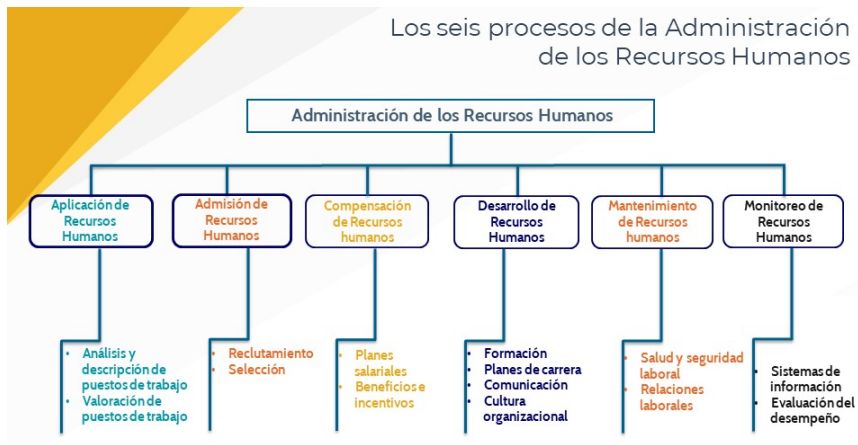 Los seis procesos de la Administración
de los Recursos Humanos
Administración de los Recursos Humanos
Aplicación de
Recursos
Humanos
Admisión de
Recursos
Humanos
Compensación
de Recursos
humanos
Desarrollo de
Recursos
Humanos
Mantenimiento
de Recursos
humanos
Monitoreo de
Recursos
Humanos
• Análisis y
descripción de
puestos de trabajo
• Valoración de
puestos de trabajo
• Reclutamiento
• Selección
• Planes
salariales
• Beneficios e
incentivos
• Formación
• Planes de carrera
• Comunicación
• Cultura
organizacional
• Salud y seguridad
laboral
• Relaciones
laborales
• Sistemas de
información
• Evaluación del
desempeño